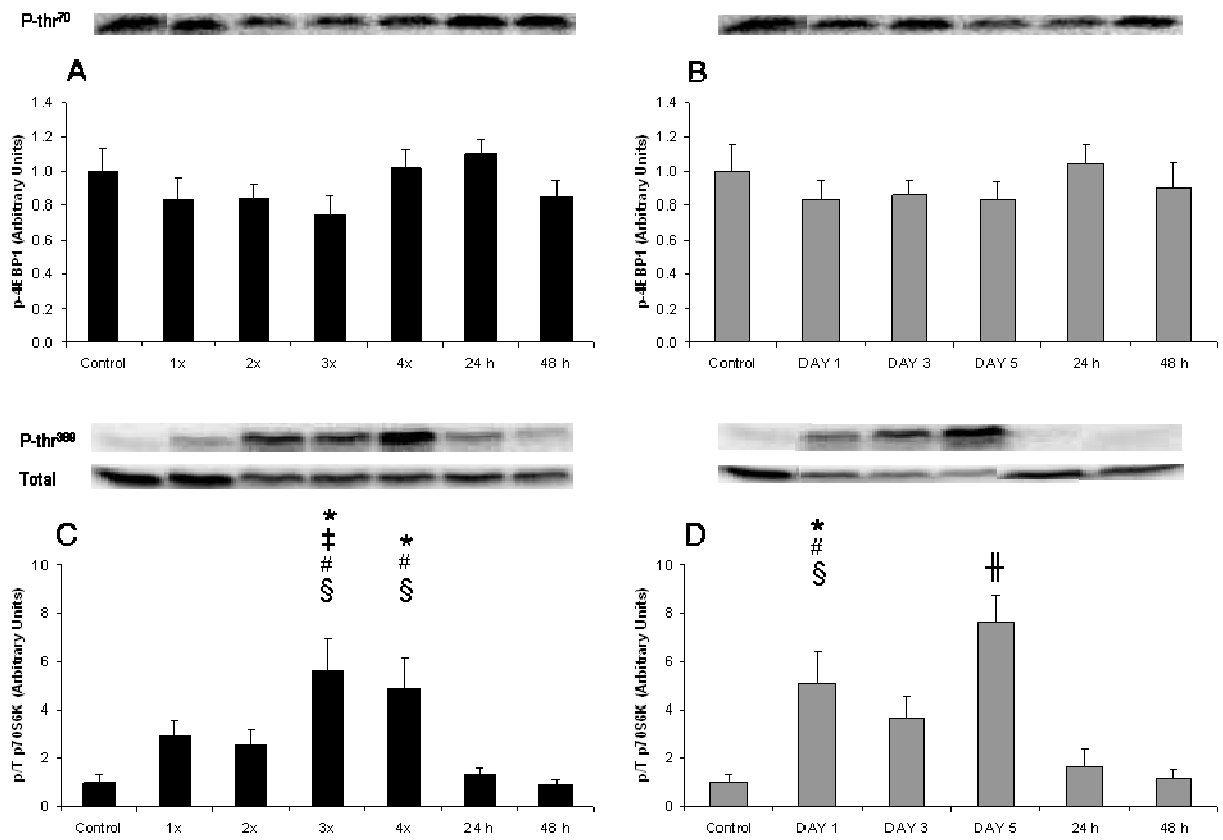 P-thr70
A
B
p-4EBP1 (Arbitrary Units)
1.4
1.2
1.0
0.8
0.6
0.4
0.2
0.0
Control 1x 2x 3x 4x 24 h 48 h
p-4EBP1 (Arbitrary Units)
1.4
1.2
1.0
0.8
0.6
0.4
0.2
0.0
Control DAY 1 DAY 3 DAY 5 24 h 48 h
P-thr389
Total
C
*
‡
#
§
*
#
§
p/T p70S6K (Arbitrary Units)
10
8
6
4
2
0
Control 1x 2x 3x 4x 24 h 48 h
D
*
#
§
╫
p/T p70S6K (Arbitrary Units)
10
8
6
4
2
0
Control DAY 1 DAY 3 DAY 5 24 h 48 h